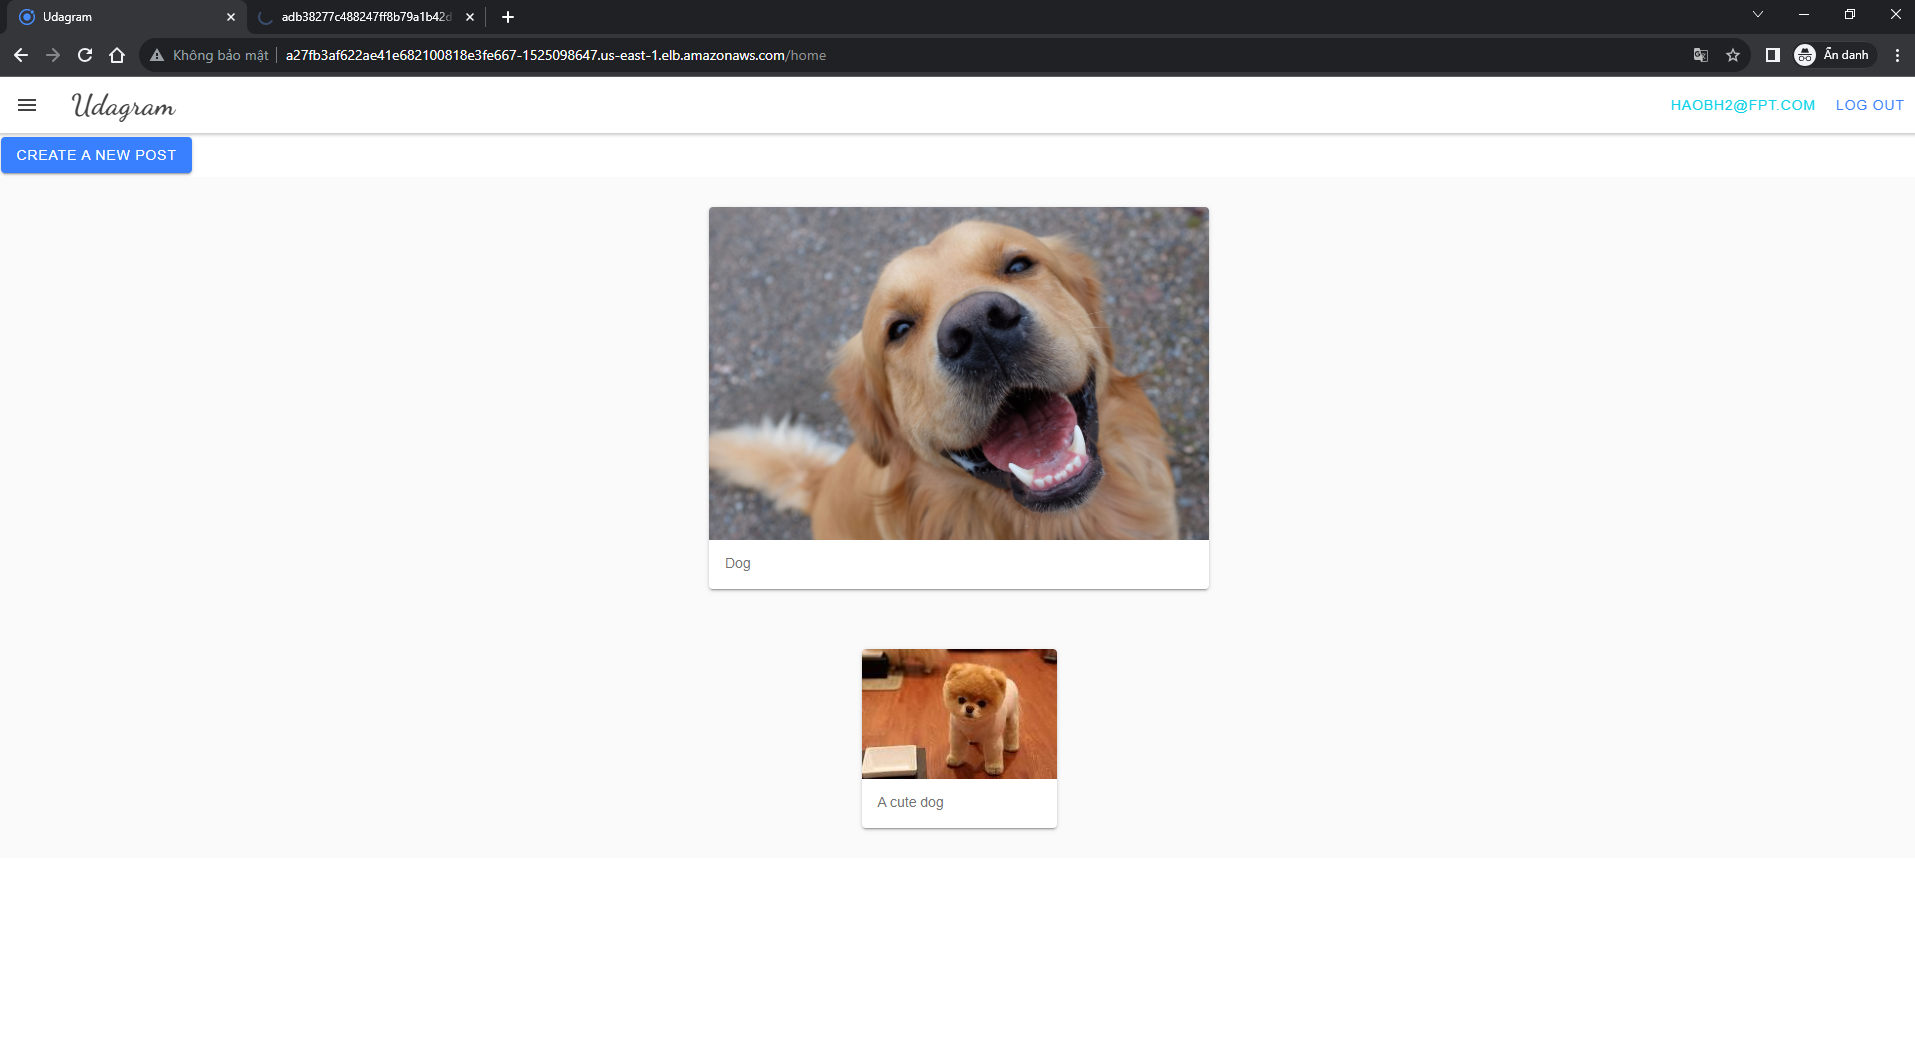 Udagram
adb38277c488247ff8b79a1b42d
Không bảo mật
a27fb3af622ae41e682100818e3fe667-1525098647.us-east-1.elb.amazonaws.com/home
Ẩn danh
Udagram
HAOBH2@FPT.COM
LOG OUT
CREATE A NEW POST
Dog
A cute dog